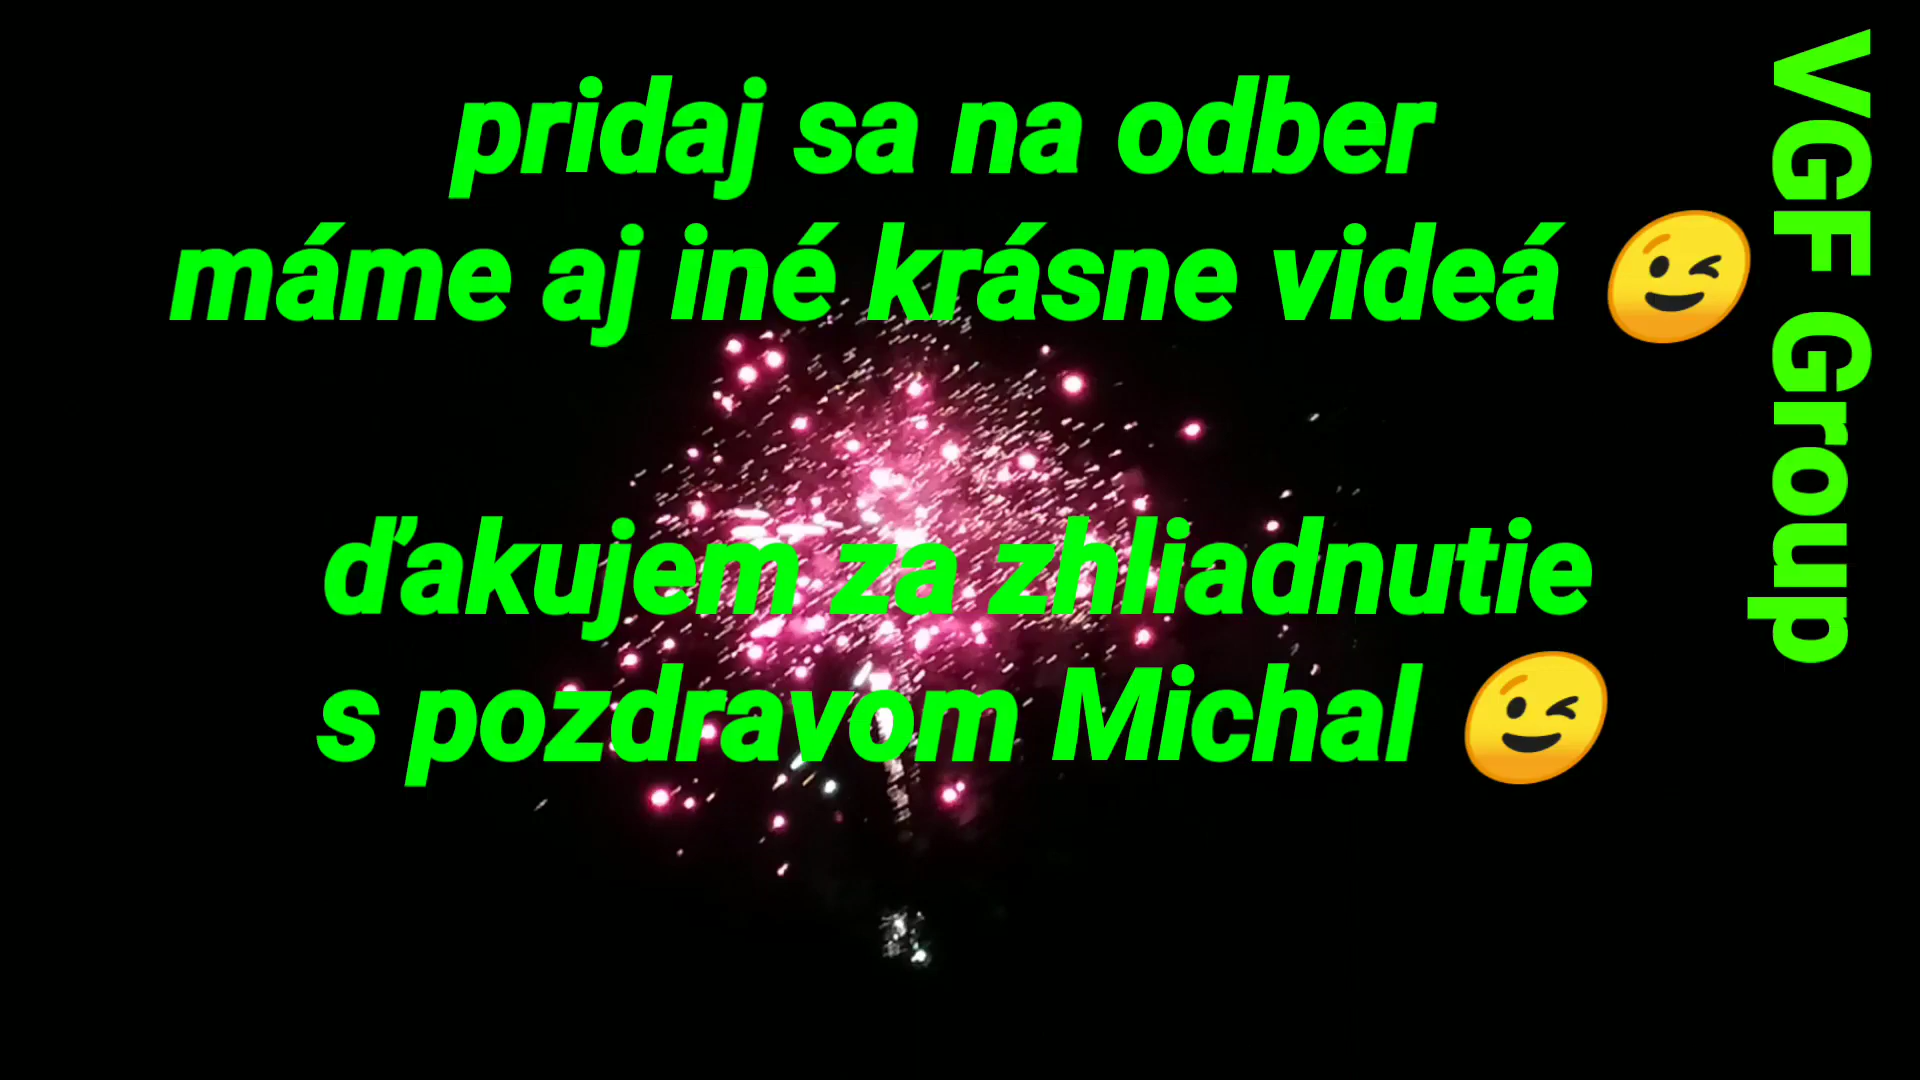 pridaj sa na odber
máme aj iné krásne videá 😉
ďakujem za zhliadnutie
s pozdravom Michal 😉
VGF Group